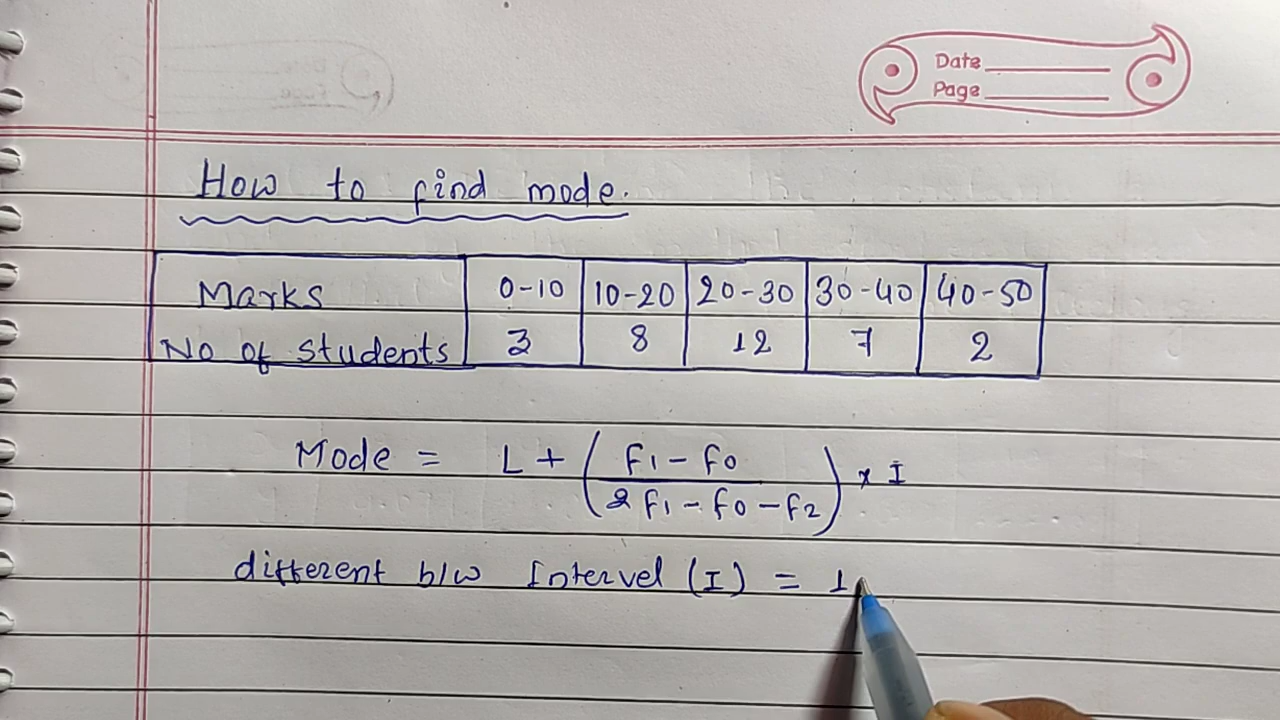 Date
Page
How to find mode.
Marks 0-10 10-20 20-30 30-40 40-50
No of students 3 8 12 7 2
Mode = L + (f1 - f0 / 2f1 - f0 - f2) × I
different b/w Intervel (I) = 1